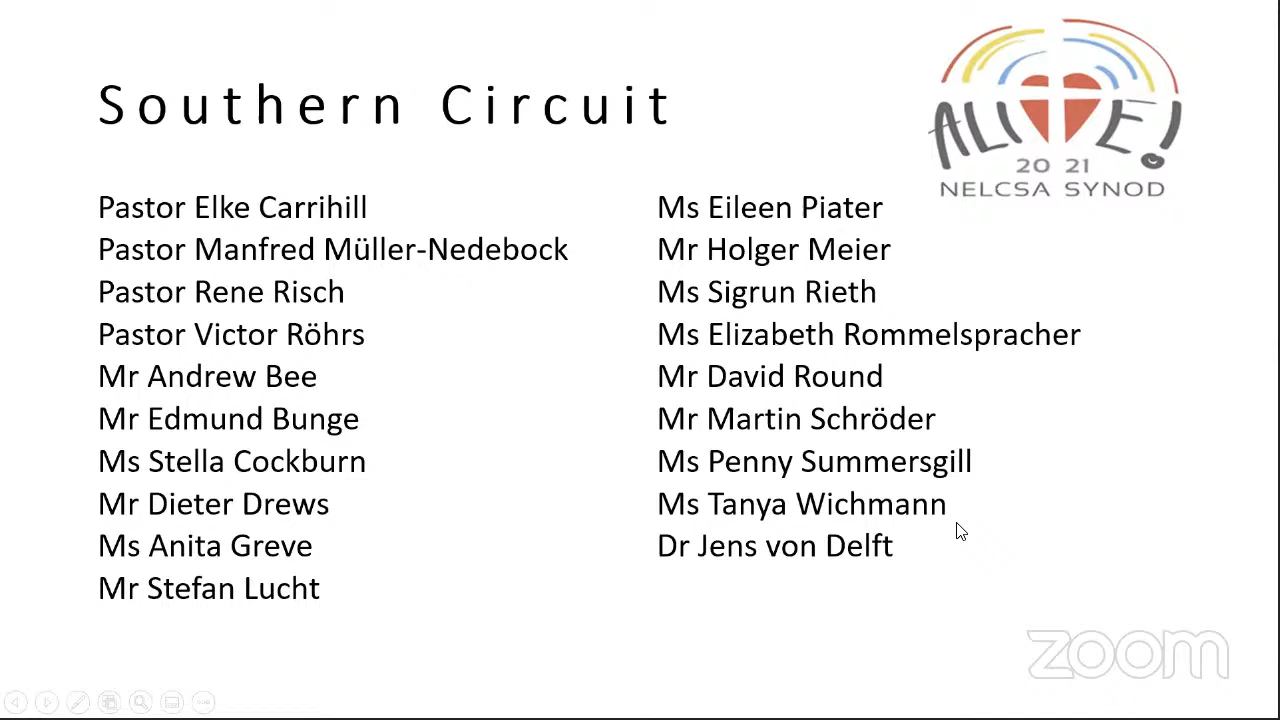 Southern Circuit
ALIVE!
20 21
NELCSA SYNOD
Pastor Elke Carrihill
Pastor Manfred Müller-Nedebock
Pastor Rene Risch
Pastor Victor Röhrs
Mr Andrew Bee
Mr Edmund Bunge
Ms Stella Cockburn
Mr Dieter Drews
Ms Anita Greve
Mr Stefan Lucht
Ms Eileen Piater
Mr Holger Meier
Ms Sigrun Rieth
Ms Elizabeth Rommelspracher
Mr David Round
Mr Martin Schröder
Ms Penny Summersgill
Ms Tanya Wichmann
Dr Jens von Delft
zoom